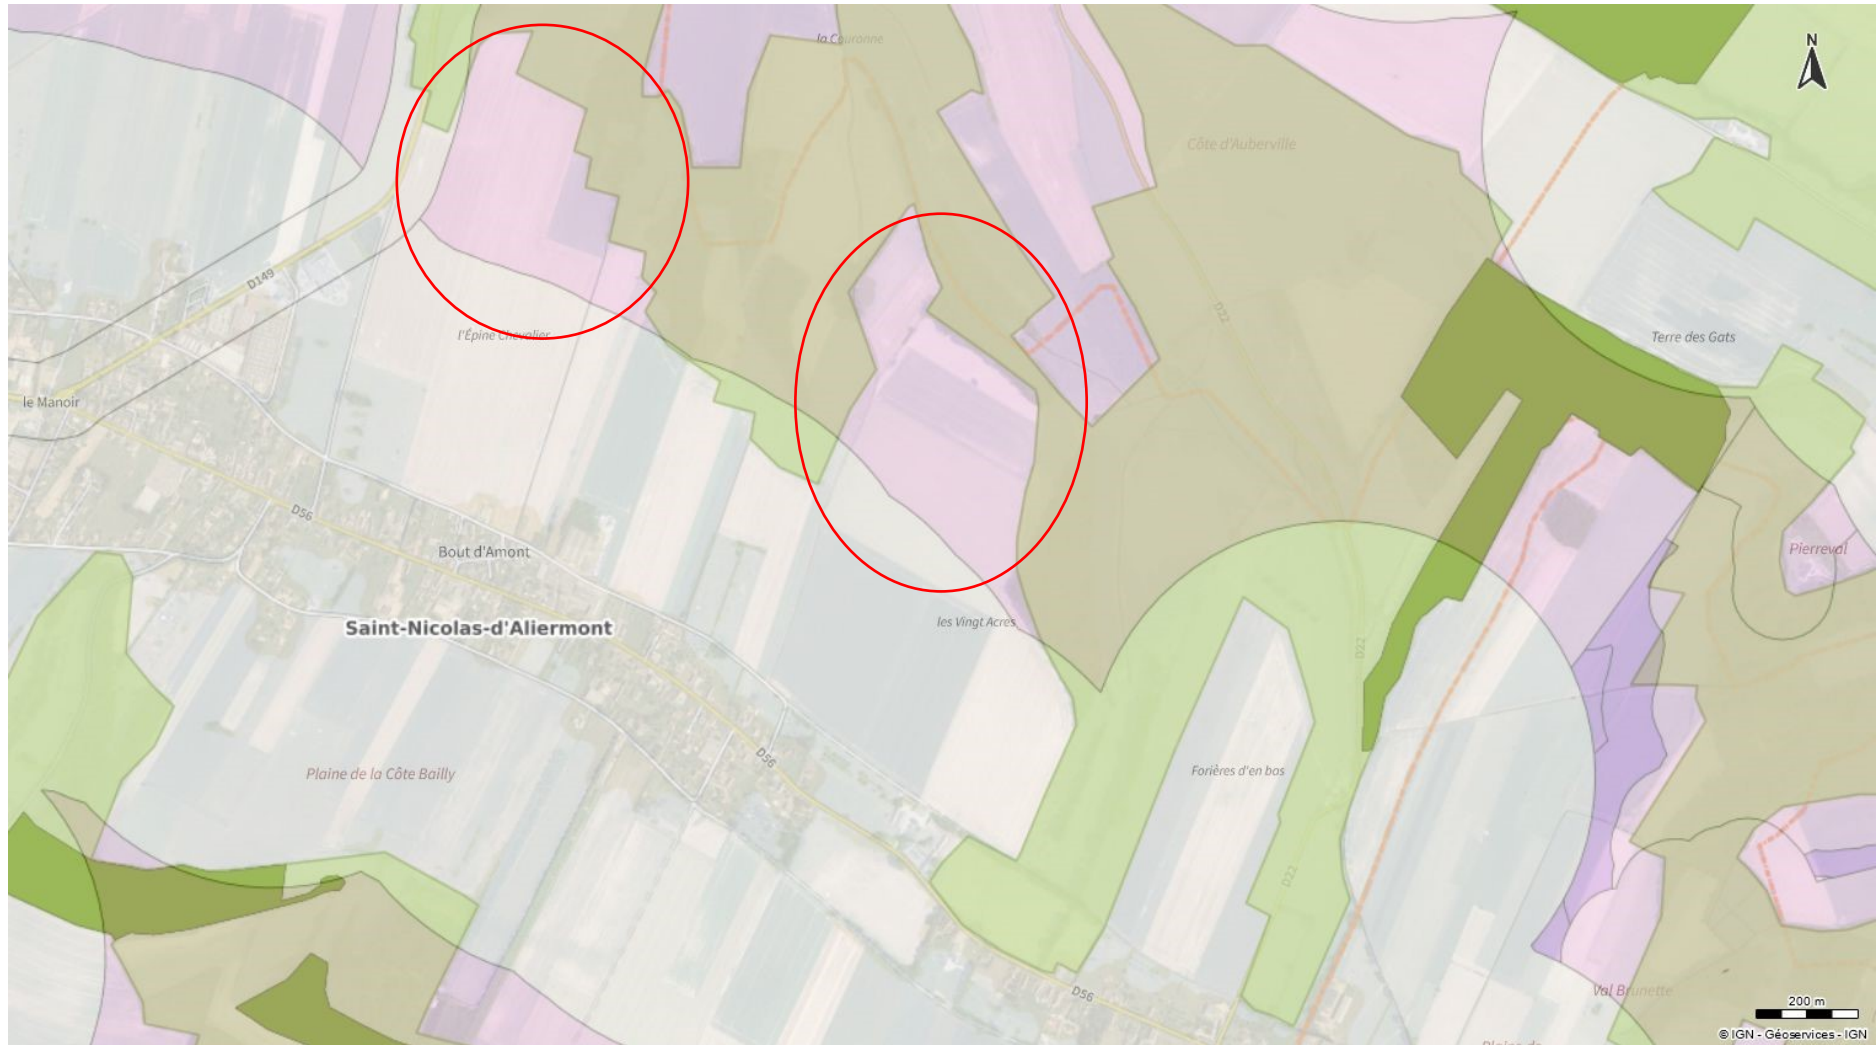 la Couronne
N
Côte d'Auberville
D149
l'Épine Chevalier
D22
Terre des Gats
le Manoir
D56
Bout d'Amont
Pierreval
les Vingt Acres
Saint-Nicolas-d'Aliermont
D22
D56
Plaine de la Côte Bailly
Forières d'en bas
D22
D56
Val Brunette
200 m
© IGN - Géoservices - IGN
Plaine de